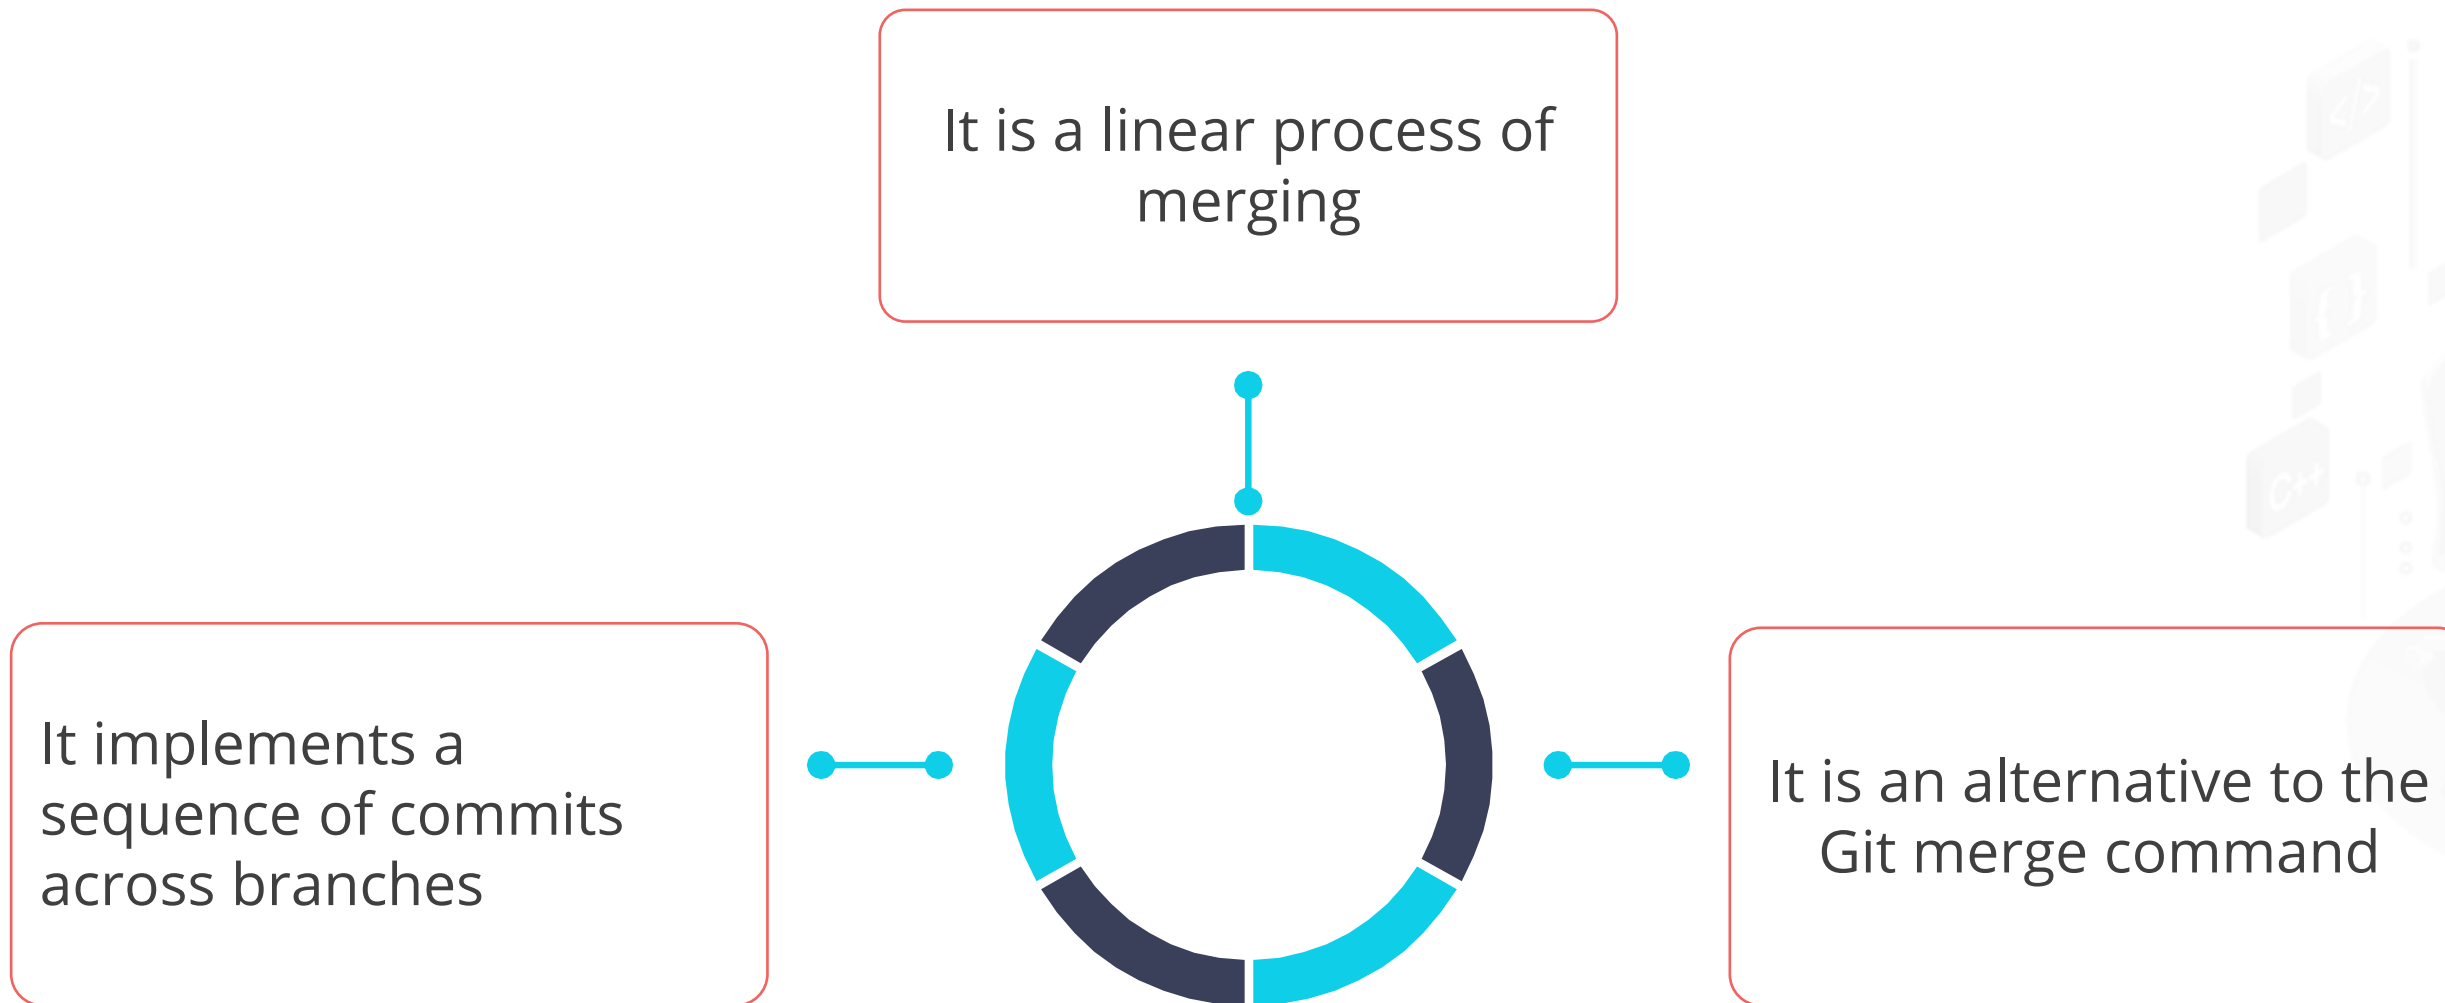 It is a linear process of
merging
It implements a
sequence of commits
across branches
It is an alternative to the
Git merge command
</>
{ }
C++